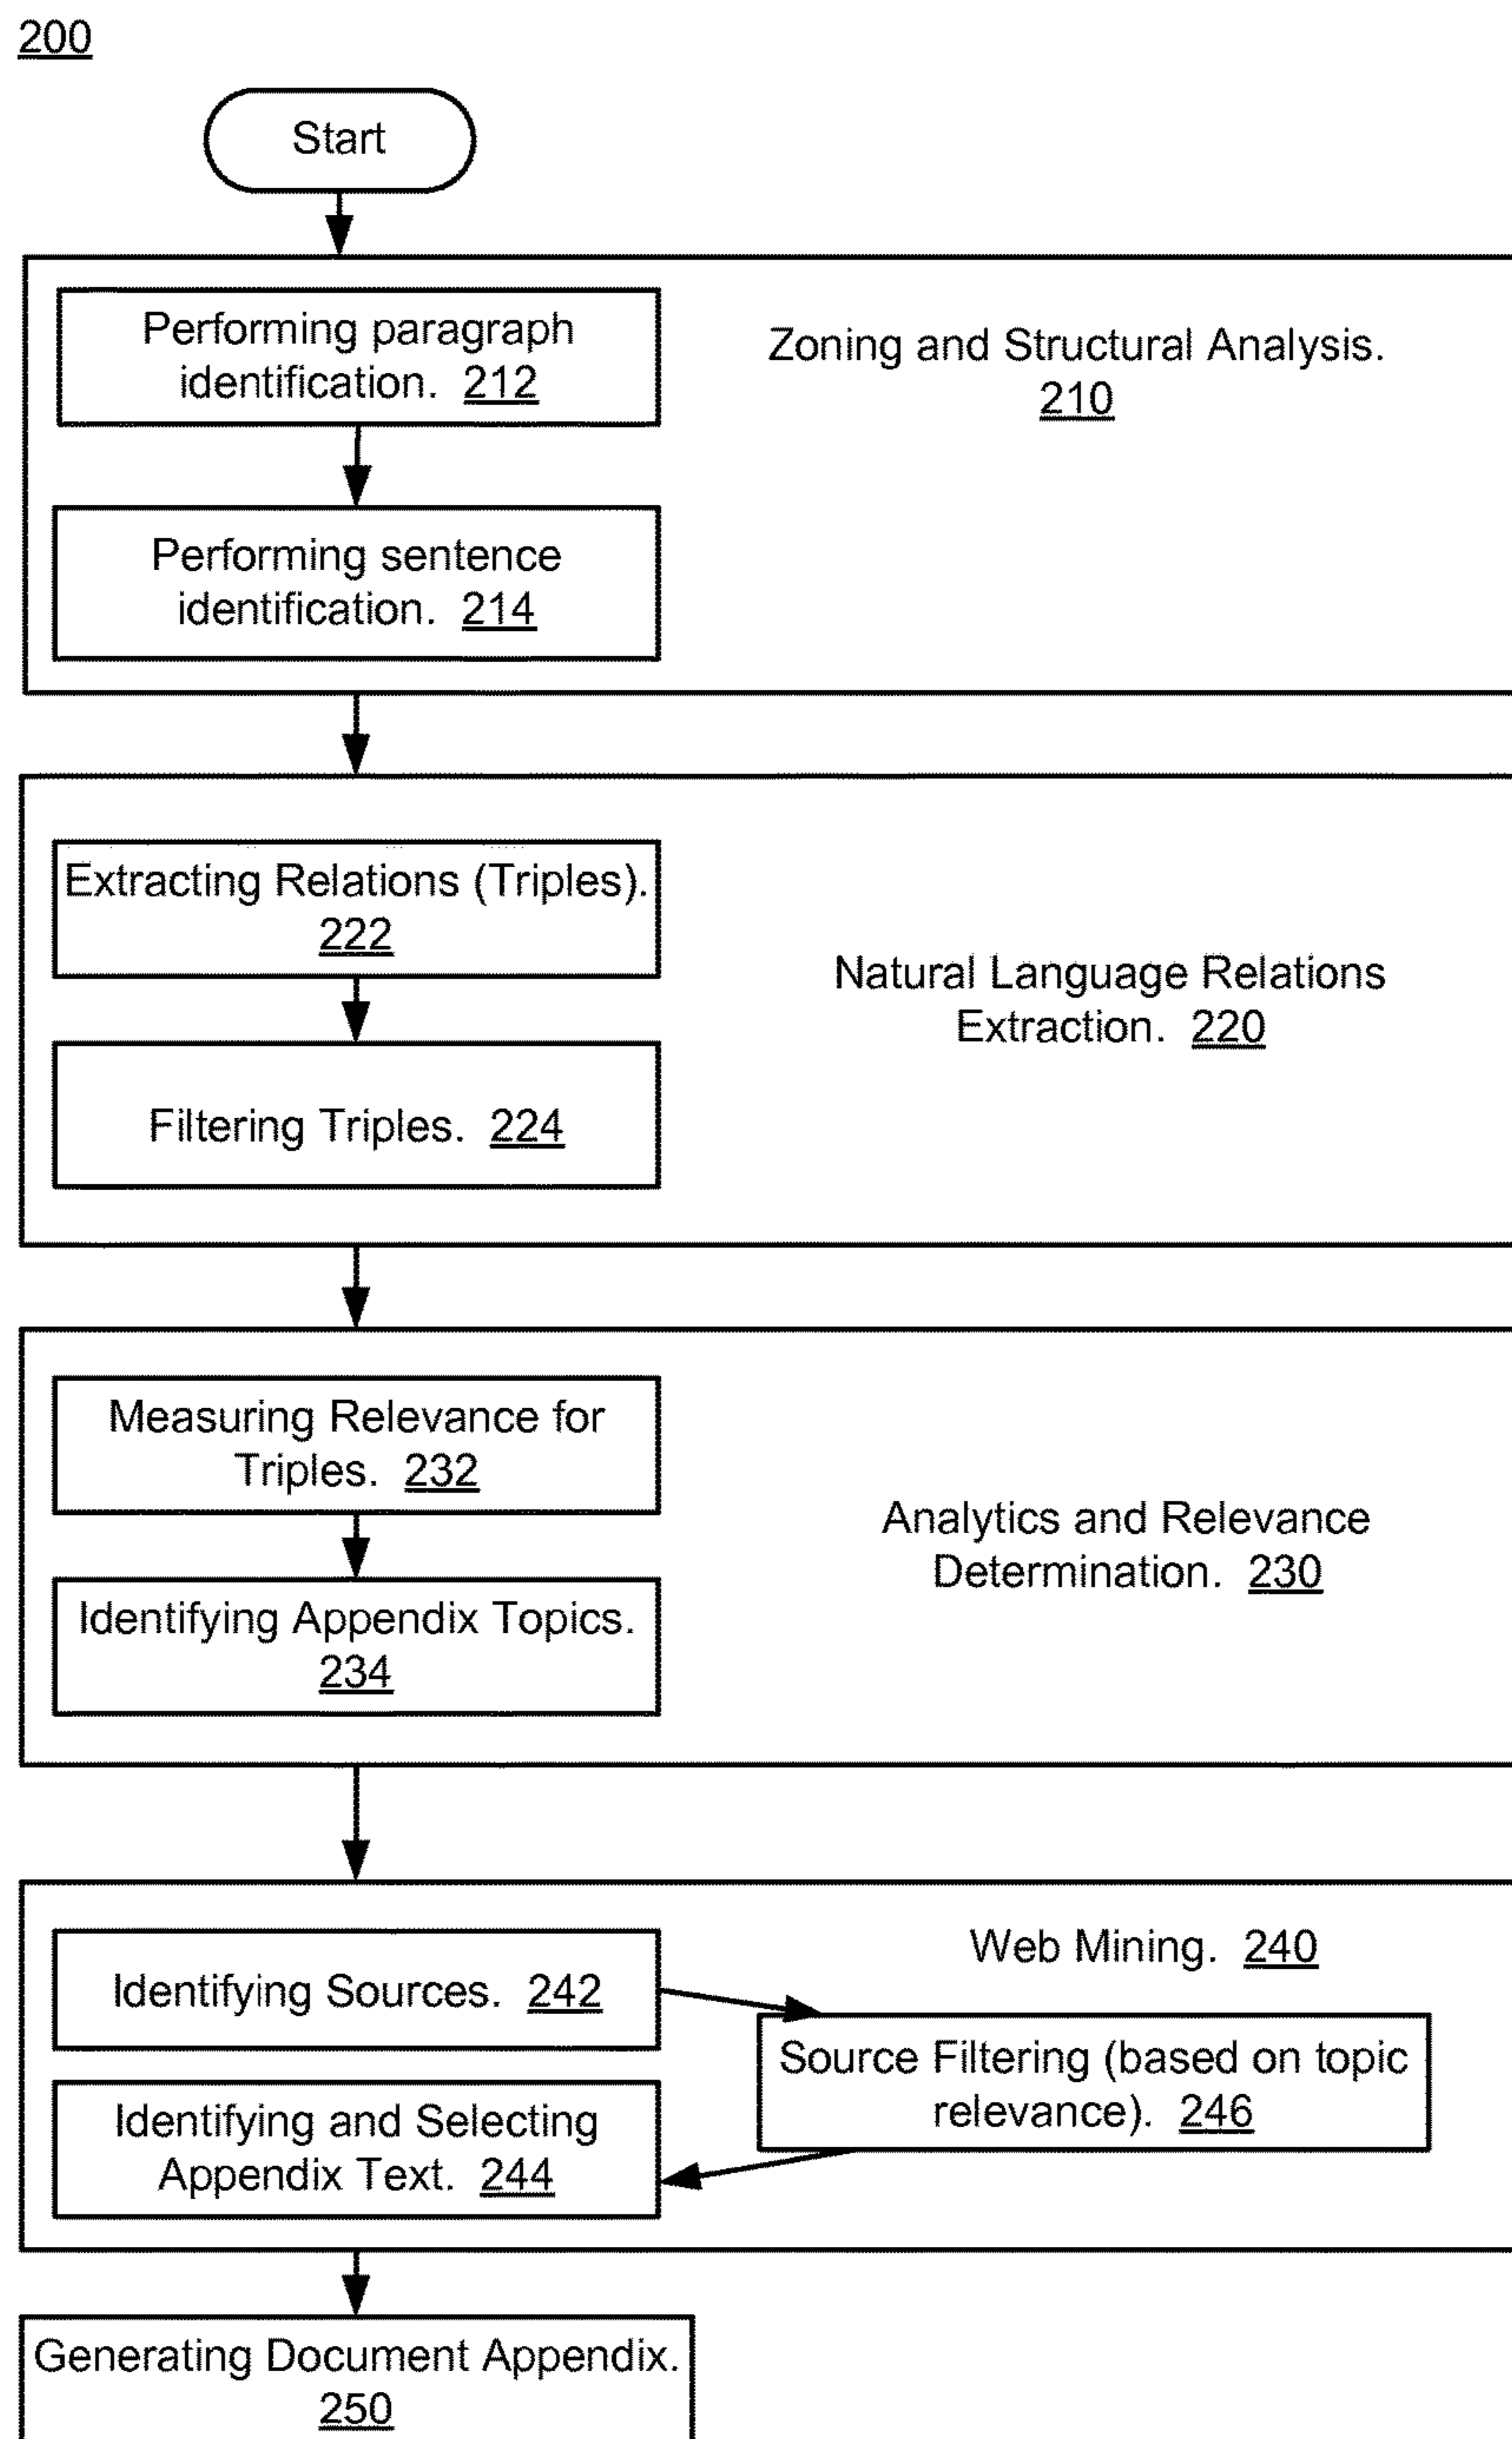 200
Start
Performing paragraph
identification. 212
Zoning and Structural Analysis.
210
Performing sentence
identification. 214
Extracting Relations (Triples).
222
Natural Language Relations
Extraction. 220
Filtering Triples. 224
Measuring Relevance for
Triples. 232
Analytics and Relevance
Determination. 230
Identifying Appendix Topics.
234
Web Mining. 240
Identifying Sources. 242
Source Filtering (based on topic
relevance). 246
Identifying and Selecting
Appendix Text. 244
Generating Document Appendix.
250